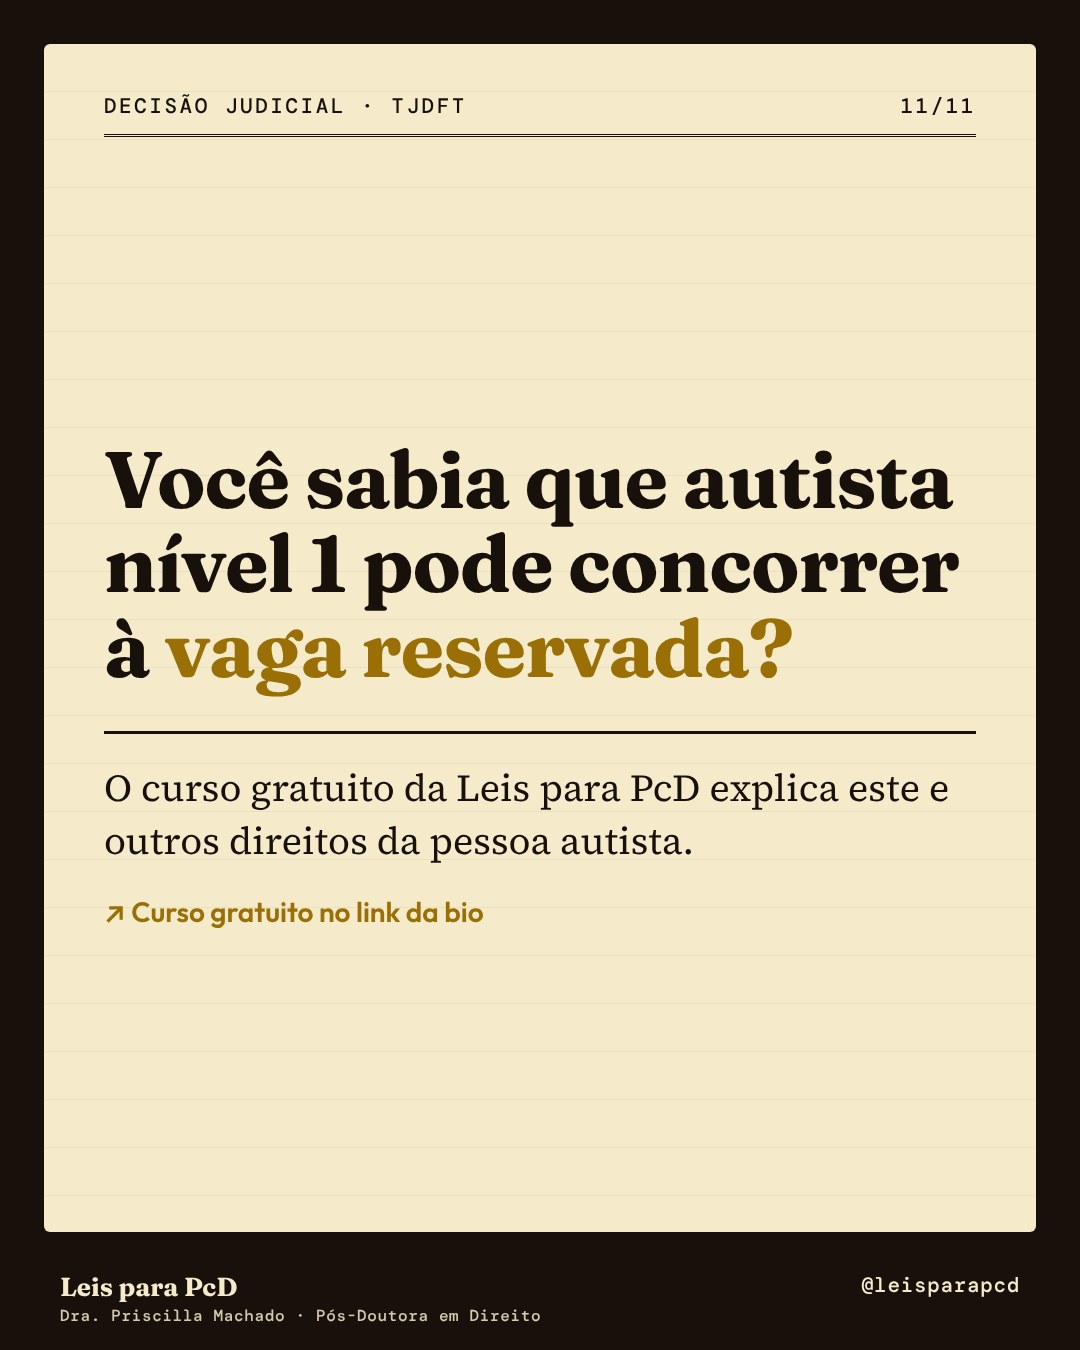 DECISÃO JUDICIAL · TJDFT 11/11
Você sabia que autista
nível 1 pode concorrer
à vaga reservada?
O curso gratuito da Leis para PcD explica este e
outros direitos da pessoa autista.
↗ Curso gratuito no link da bio
Leis para PcD
@leisparapcd
Dra. Priscilla Machado · Pós-Doutora em Direito